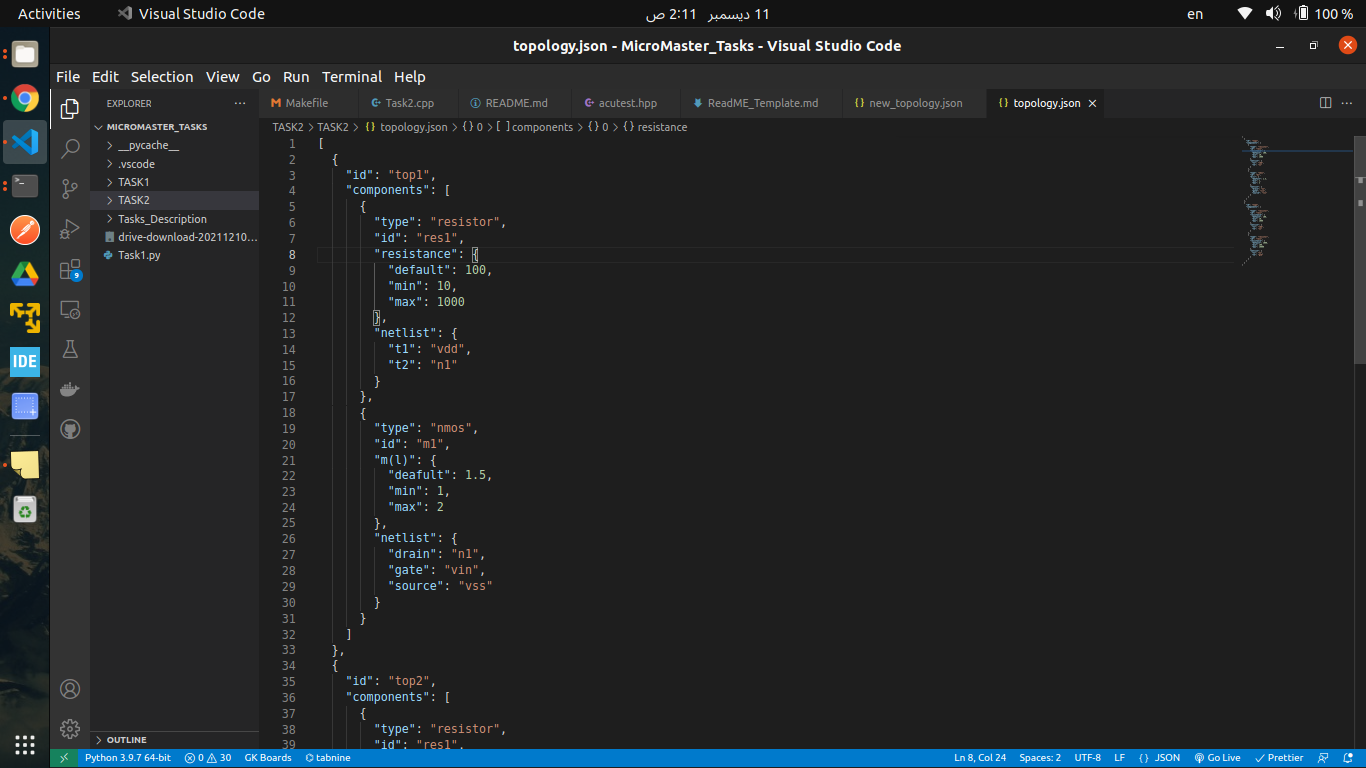 Activities Visual Studio Code 11 ديسمبر 2:11 ص en 100 %
topology.json - MicroMaster_Tasks - Visual Studio Code
File Edit Selection View Go Run Terminal Help
EXPLORER ··· Makefile Task2.cpp README.md acutest.hpp ReadME_Template.md new_topology.json topology.json
MICROMASTER_TASKS
__pycache__
.vscode
TASK1
TASK2
Tasks_Description
drive-download-20211210...
Task1.py
9
IDE
OUTLINE
TASK2 > TASK2 > {} topology.json > {} 0 > [ ] components > {} 0 > {} resistance
1 [
2 {
3 "id": "top1",
4 "components": [
5 {
6 "type": "resistor",
7 "id": "res1",
8 "resistance": {
9 "default": 100,
10 "min": 10,
11 "max": 1000
12 },
13 "netlist": {
14 "t1": "vdd",
15 "t2": "n1"
16 }
17 },
18 {
19 "type": "nmos",
20 "id": "m1",
21 "m(l)": {
22 "deafult": 1.5,
23 "min": 1,
24 "max": 2
25 },
26 "netlist": {
27 "drain": "n1",
28 "gate": "vin",
29 "source": "vss"
30 }
31 }
32 ]
33 },
34 {
35 "id": "top2",
36 "components": [
37 {
38 "type": "resistor",
39 "id": "res1",
Python 3.9.7 64-bit 0 30 GK Boards tabnine Ln 8, Col 24 Spaces: 2 UTF-8 LF {} JSON Go Live Prettier